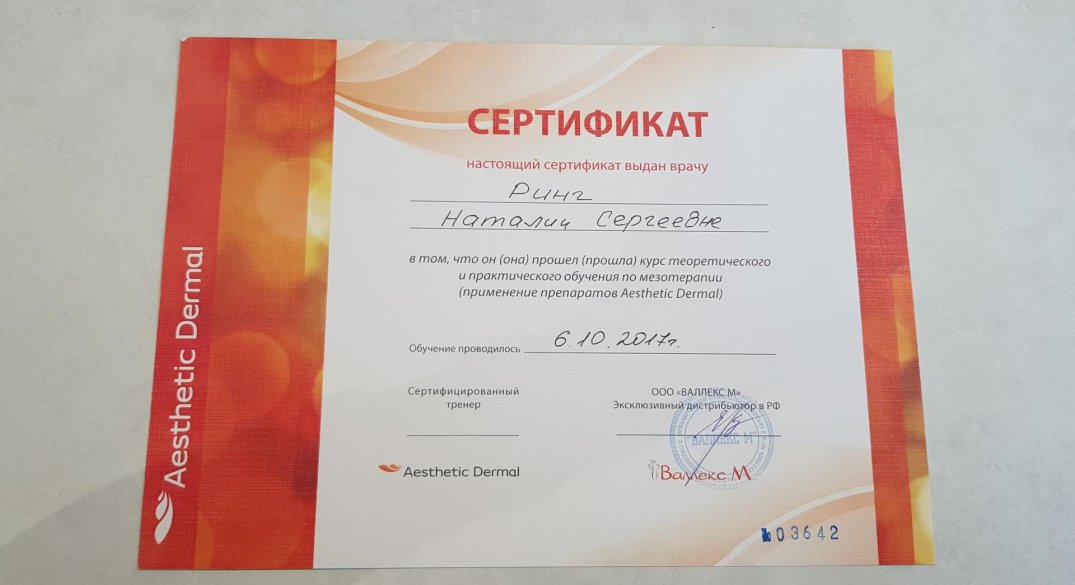 Aesthetic Dermal
СЕРТИФИКАТ
настоящий сертификат выдан врачу
Ринг
Наталии Сергеевне
в том, что он (она) прошел (прошла) курс теоретического
и практического обучения по мезотерапии
(применение препаратов Aesthetic Dermal)
Обучение проводилось 6.10.2017г.
Сертифицированный
тренер
ООО «ВАЛЛЕКС М»
Эксклюзивный дистрибьютор в РФ
"ВАЛЛЕКС М"
Aesthetic Dermal
Валлекс М
№03642